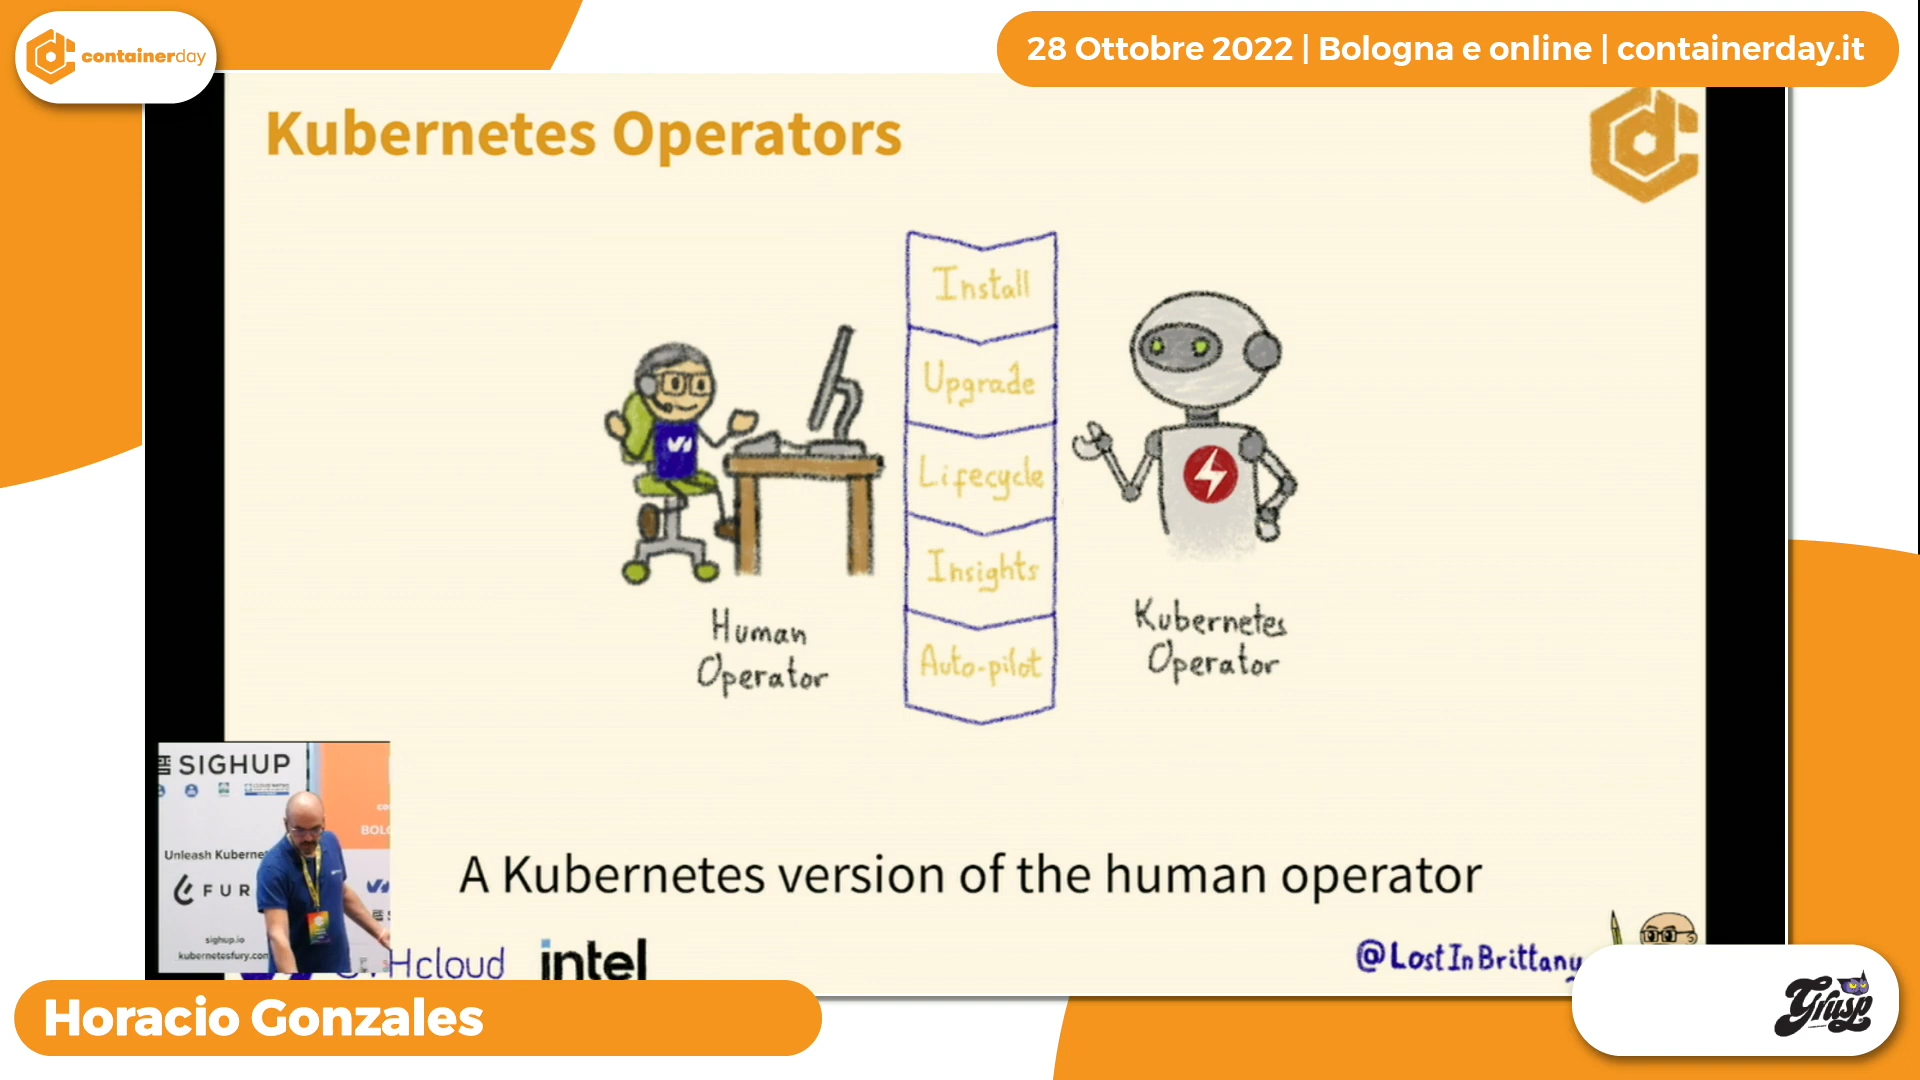 containerday
28 Ottobre 2022 | Bologna e online | containerday.it
Kubernetes Operators
Install
Upgrade
Lifecycle
Insights
Auto-pilot
Human
Operator
Kubernetes
Operator
SIGHUP
Unleash Kuberne
FUR
sighup.io
kubernetesfury.com
BOLO
A Kubernetes version of the human operator
Hcloud
intel
@LostInBrittany
Horacio Gonzales
Grusp